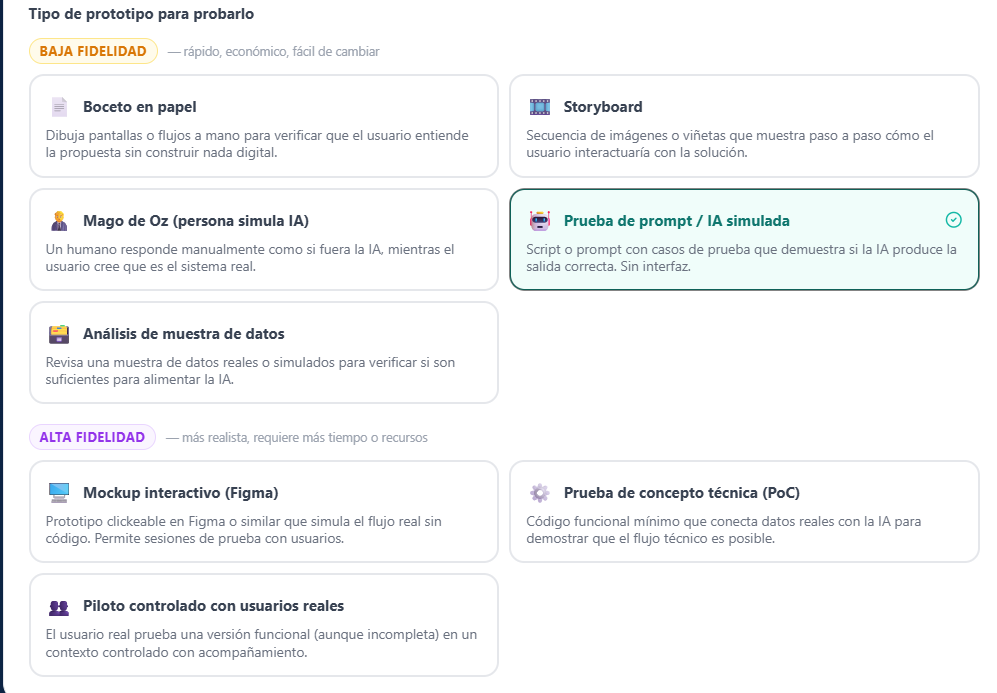 Tipo de prototipo para probarlo
BAJA FIDELIDAD — rápido, económico, fácil de cambiar
Boceto en papel
Dibuja pantallas o flujos a mano para verificar que el usuario entiende
la propuesta sin construir nada digital.
Storyboard
Secuencia de imágenes o viñetas que muestra paso a paso cómo el
usuario interactuaría con la solución.
Mago de Oz (persona simula IA)
Un humano responde manualmente como si fuera la IA, mientras el
usuario cree que es el sistema real.
Prueba de prompt / IA simulada
Script o prompt con casos de prueba que demuestra si la IA produce la
salida correcta. Sin interfaz.
Análisis de muestra de datos
Revisa una muestra de datos reales o simulados para verificar si son
suficientes para alimentar la IA.
ALTA FIDELIDAD — más realista, requiere más tiempo o recursos
Mockup interactivo (Figma)
Prototipo clickeable en Figma o similar que simula el flujo real sin
código. Permite sesiones de prueba con usuarios.
Prueba de concepto técnica (PoC)
Código funcional mínimo que conecta datos reales con la IA para
demostrar que el flujo técnico es posible.
Piloto controlado con usuarios reales
El usuario real prueba una versión funcional (aunque incompleta) en un
contexto controlado con acompañamiento.